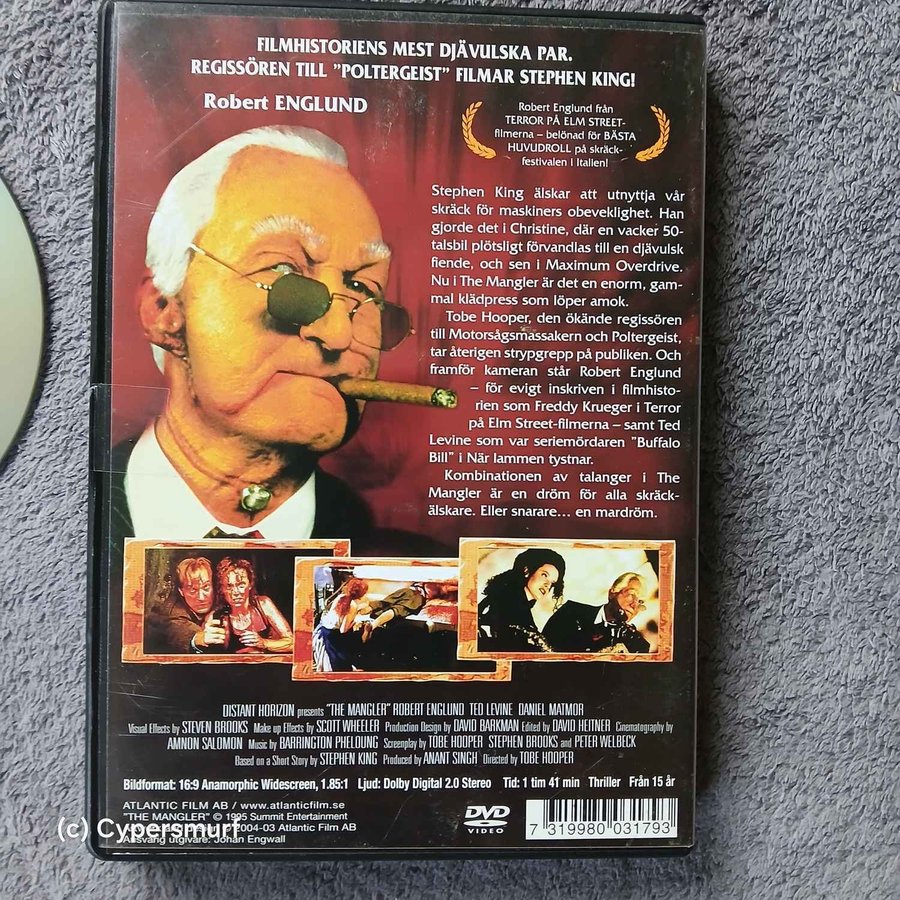 FILMHISTORIENS MEST DJÄVULSKA PAR.
REGISSÖREN TILL "POLTERGEIST" FILMAR STEPHEN KING!
Robert ENGLUND
Robert Englund från
TERROR PÅ ELM STREET-
filmerna – belönad för BÄSTA
HUVUDROLL på skräck-
festivalen i Italien!
Stephen King älskar att utnyttja vår
skräck för maskiners obeveklighet. Han
gjorde det i Christine, där en vacker 50-
talsbil plötsligt förvandlas till en djävulsk
fiende, och sen i Maximum Overdrive.
Nu i The Mangler är det en enorm, gam-
mal klädpress som löper amok.
Tobe Hooper, den ökände regissören
till Motorsågsmassakern och Poltergeist,
tar återigen strypgrepp på publiken. Och
framför kameran står Robert Englund
– för evigt inskriven i filmhisto-
rien som Freddy Krueger i Terror
på Elm Street-filmerna – samt Ted
Levine som var seriemördaren "Buffalo
Bill" i När lammen tystnar.
Kombinationen av talanger i The
Mangler är en dröm för alla skräck-
älskare. Eller snarare... en mardröm.
DISTANT HORIZON presents "THE MANGLER" ROBERT ENGLUND TED LEVINE DANIEL MATMOR
Visual Effects by STEVEN BROOKS Make up Effects by SCOTT WHEELER Production Design by DAVID BARKMAN Edited by DAVID HEITNER Cinematography by
AMNON SALOMON Music by BARRINGTON PHELOUNG Screenplay by TOBE HOOPER STEPHEN BROOKS and PETER WELBECK
Based on a Short Story by STEPHEN KING Produced by ANANT SINGH Directed by TOBE HOOPER
Bildformat: 16:9 Anamorphic Widescreen, 1.85:1 Ljud: Dolby Digital 2.0 Stereo Tid: 1 tim 41 min Thriller Från 15 år
ATLANTIC FILM AB / www.atlanticfilm.se
"THE MANGLER" © 1995 Summit Entertainment
2004-03 Atlantic Film AB
Ansvarig utgivare: Johan Engwall
DVD
VIDEO
7 319980 031793
(c) Cypersmurf